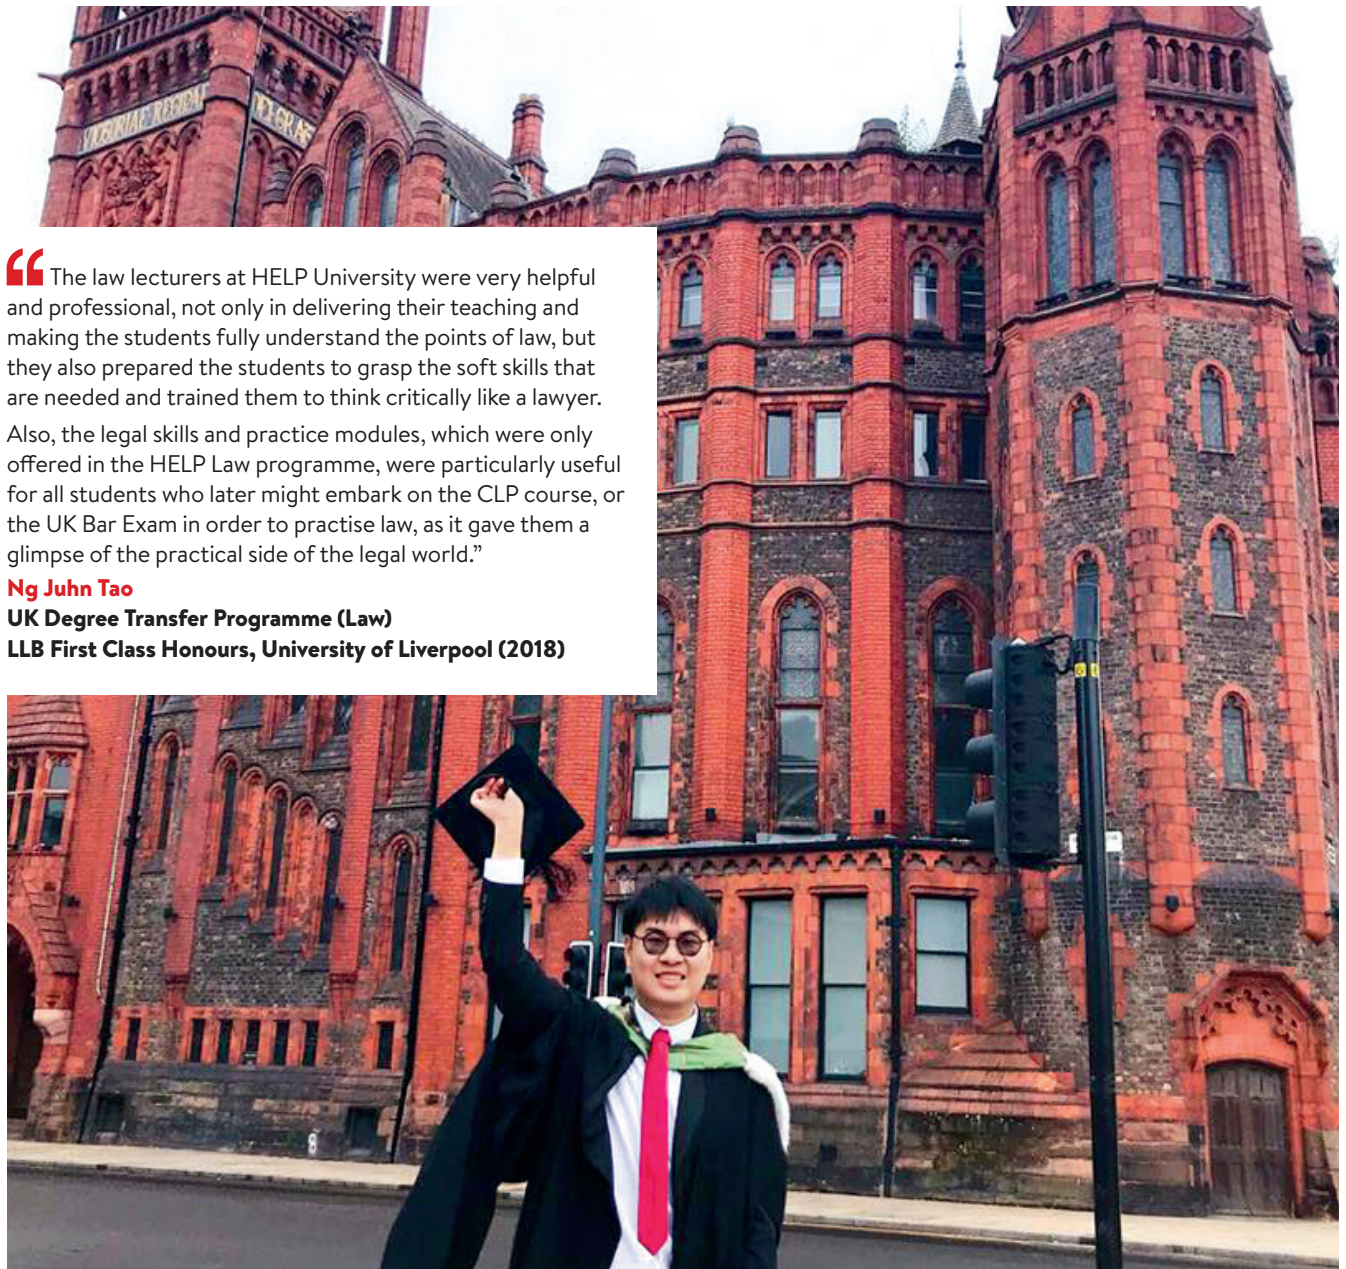 VICTORIAE REGINAE
“ The law lecturers at HELP University were very helpful
and professional, not only in delivering their teaching and
making the students fully understand the points of law, but
they also prepared the students to grasp the soft skills that
are needed and trained them to think critically like a lawyer.
Also, the legal skills and practice modules, which were only
offered in the HELP Law programme, were particularly useful
for all students who later might embark on the CLP course, or
the UK Bar Exam in order to practise law, as it gave them a
glimpse of the practical side of the legal world.”
Ng Juhn Tao
UK Degree Transfer Programme (Law)
LLB First Class Honours, University of Liverpool (2018)